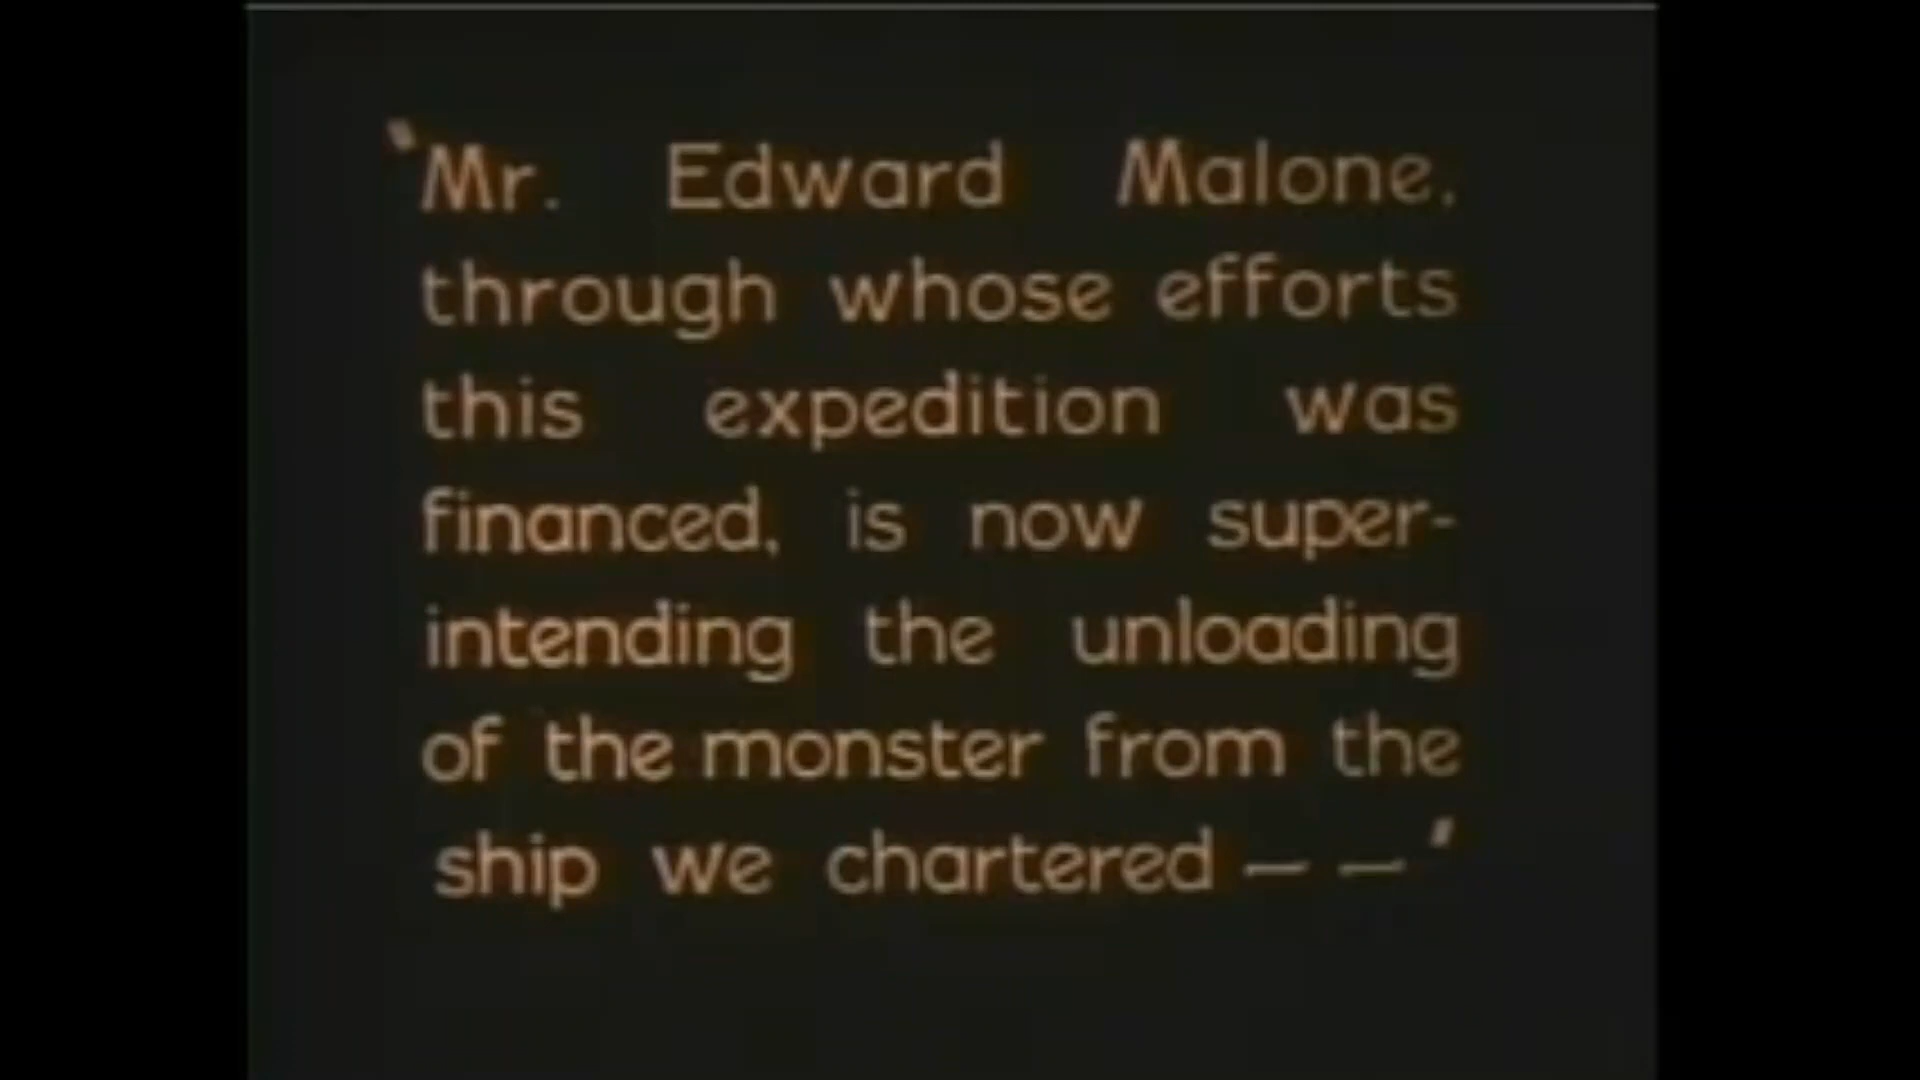 'Mr. Edward Malone,
through whose efforts
this expedition was
financed, is now super-
intending the unloading
of the monster from the
ship we chartered — —'